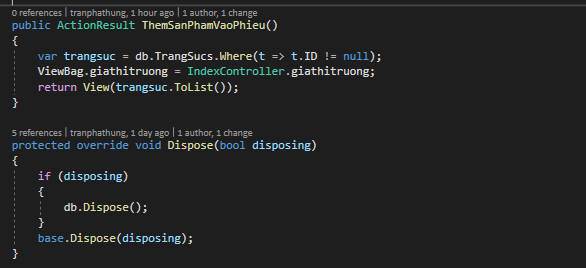 0 references | tranphathung, 1 hour ago | 1 author, 1 change
public ActionResult ThemSanPhamVaoPhieu()
{
    var trangsuc = db.TrangSucs.Where(t => t.ID != null);
    ViewBag.giathitruong = IndexController.giathitruong;
    return View(trangsuc.ToList());
}
5 references | tranphathung, 1 day ago | 1 author, 1 change
protected override void Dispose(bool disposing)
{
    if (disposing)
    {
        db.Dispose();
    }
    base.Dispose(disposing);
}